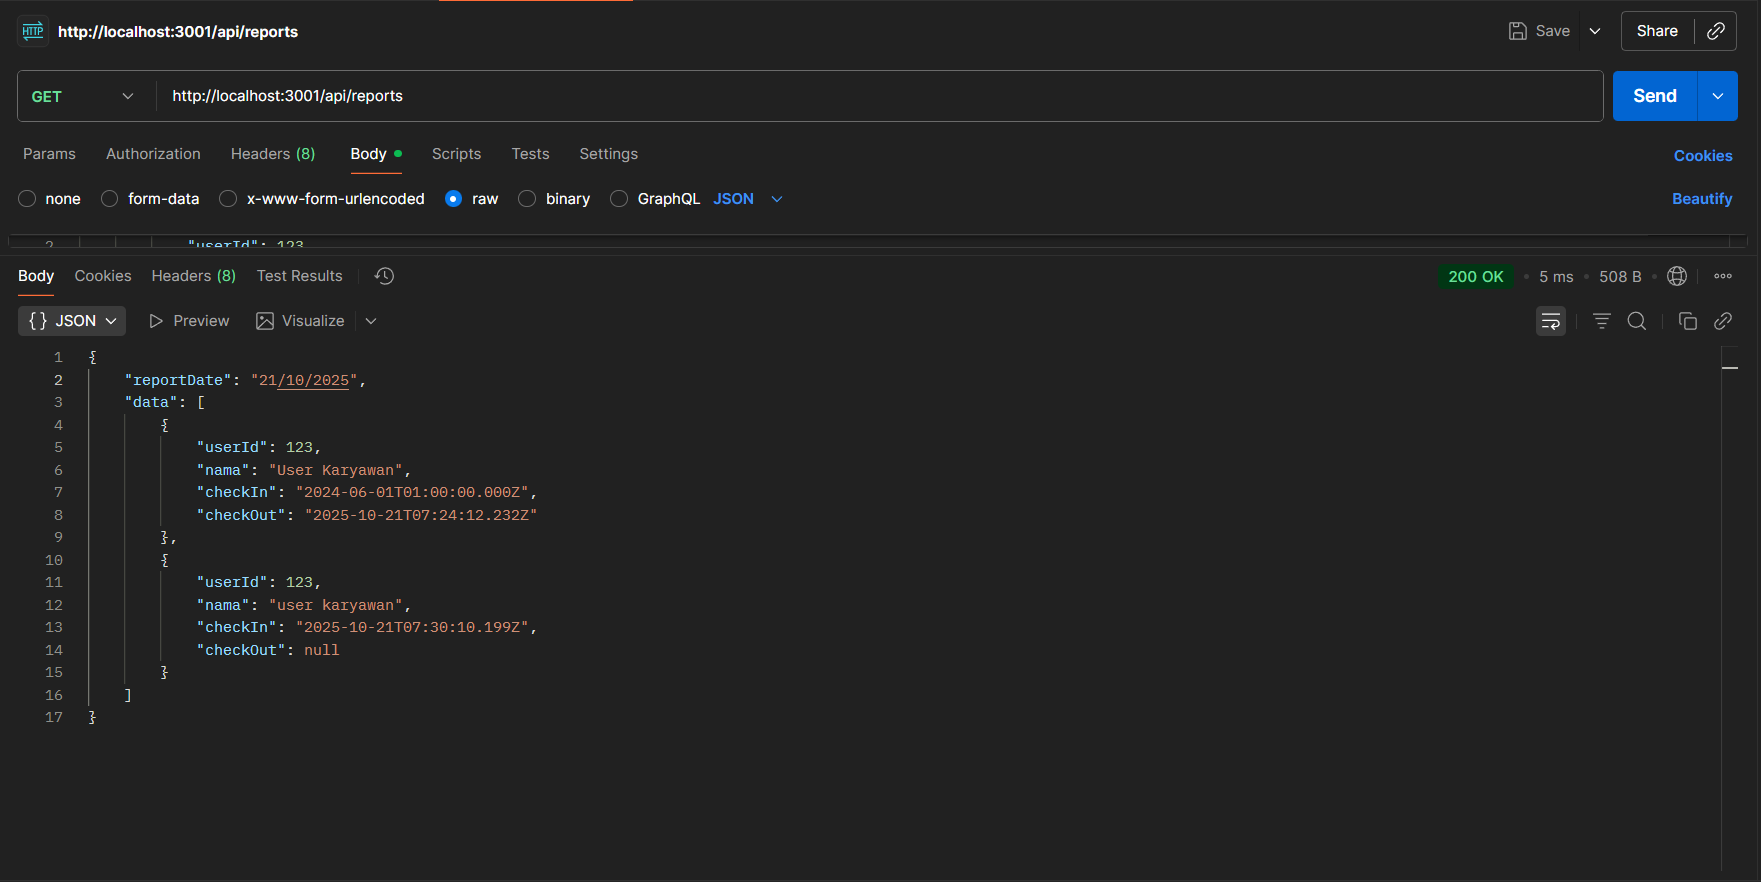 HTTP http://localhost:3001/api/reports Save Share
GET http://localhost:3001/api/reports Send
Params Authorization Headers (8) Body Scripts Tests Settings Cookies
none form-data x-www-form-urlencoded raw binary GraphQL JSON Beautify
2 "userId": 123
Body Cookies Headers (8) Test Results 200 OK • 5 ms • 508 B •
{} JSON Preview Visualize
1 {
2 "reportDate": "21/10/2025",
3 "data": [
4 {
5 "userId": 123,
6 "nama": "User Karyawan",
7 "checkIn": "2024-06-01T01:00:00.000Z",
8 "checkOut": "2025-10-21T07:24:12.232Z"
9 },
10 {
11 "userId": 123,
12 "nama": "user karyawan",
13 "checkIn": "2025-10-21T07:30:10.199Z",
14 "checkOut": null
15 }
16 ]
17 }